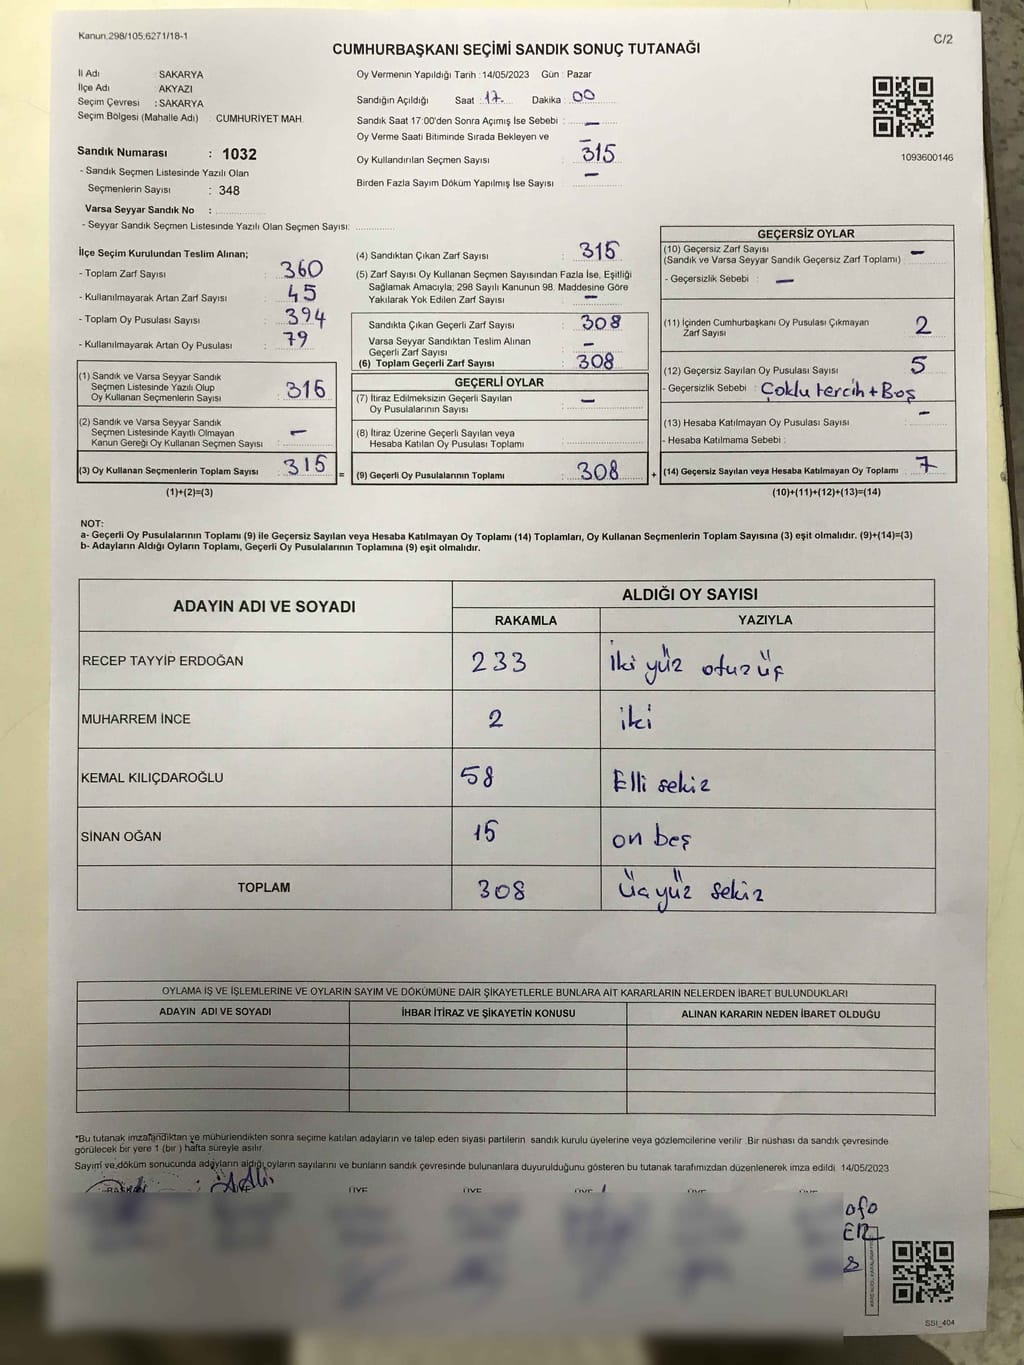 Kanun.298/105;6271/18-1
C/2
CUMHURBAŞKANI SEÇİMİ SANDIK SONUÇ TUTANAĞI
İl Adı : SAKARYA
İlçe Adı : AKYAZI
Seçim Çevresi : SAKARYA
Seçim Bölgesi (Mahalle Adı) : CUMHURİYET MAH.
Sandık Numarası : 1032
- Sandık Seçmen Listesinde Yazılı Olan
Seçmenlerin Sayısı : 348
Varsa Seyyar Sandık No :
- Seyyar Sandık Seçmen Listesinde Yazılı Olan Seçmen Sayısı:
Oy Vermenin Yapıldığı Tarih : 14/05/2023 Gün : Pazar
Sandığın Açıldığı Saat : 17 Dakika : 00
Sandık Saat 17:00'den Sonra Açımış İse Sebebi : —
Oy Verme Saati Bitiminde Sırada Bekleyen ve —
Oy Kullandırılan Seçmen Sayısı : 315
Birden Fazla Sayım Döküm Yapılmış İse Sayısı —
1093600146
İlçe Seçim Kurulundan Teslim Alınan;
- Toplam Zarf Sayısı : 360
- Kullanılmayarak Artan Zarf Sayısı : 45
- Toplam Oy Pusulası Sayısı : 394
- Kullanılmayarak Artan Oy Pusulası : 79
(1) Sandık ve Varsa Seyyar Sandık
Seçmen Listesinde Yazılı Olup
Oy Kullanan Seçmenlerin Sayısı : 315
(2) Sandık ve Varsa Seyyar Sandık
Seçmen Listesinde Kayıtlı Olmayan
Kanun Gereği Oy Kullanan Seçmen Sayısı : —
(3) Oy Kullanan Seçmenlerin Toplam Sayısı : 315 =
(1)+(2)=(3)
(4) Sandıktan Çıkan Zarf Sayısı : 315
(5) Zarf Sayısı Oy Kullanan Seçmen Sayısından Fazla İse, Eşitliği
Sağlamak Amacıyla; 298 Sayılı Kanunun 98. Maddesine Göre
Yakılarak Yok Edilen Zarf Sayısı : —
Sandıkta Çıkan Geçerli Zarf Sayısı : 308
Varsa Seyyar Sandıktan Teslim Alınan
Geçerli Zarf Sayısı : —
(6) Toplam Geçerli Zarf Sayısı : 308
GEÇERLİ OYLAR
(7) İtiraz Edilmeksizin Geçerli Sayılan
Oy Pusulalarının Sayısı : —
(8) İtiraz Üzerine Geçerli Sayılan veya
Hesaba Katılan Oy Pusulası Toplamı :
(9) Geçerli Oy Pusulalarının Toplamı : 308 +
GEÇERSİZ OYLAR
(10) Geçersiz Zarf Sayısı
(Sandık ve Varsa Seyyar Sandık Geçersiz Zarf Toplamı) : —
- Geçersizlik Sebebi : —
(11) İçinden Cumhurbaşkanı Oy Pusulası Çıkmayan
Zarf Sayısı 2
(12) Geçersiz Sayılan Oy Pusulası Sayısı : 5
- Geçersizlik Sebebi : Çoklu tercih + Boş
(13) Hesaba Katılmayan Oy Pusulası Sayısı : —
- Hesaba Katılmama Sebebi :
(14) Geçersiz Sayılan veya Hesaba Katılmayan Oy Toplamı : 7
(10)+(11)+(12)+(13)=(14)
NOT:
a- Geçerli Oy Pusulalarının Toplamı (9) ile Geçersiz Sayılan veya Hesaba Katılmayan Oy Toplamı (14) Toplamları, Oy Kullanan Seçmenlerin Toplam Sayısına (3) eşit olmalıdır. (9)+(14)=(3)
b- Adayların Aldığı Oyların Toplamı, Geçerli Oy Pusulalarının Toplamına (9) eşit olmalıdır.
ADAYIN ADI VE SOYADI ALDIĞI OY SAYISI
RAKAMLA YAZIYLA
RECEP TAYYİP ERDOĞAN 233 iki yüz otuz üç
MUHARREM İNCE 2 iki
KEMAL KILIÇDAROĞLU 58 Elli sekiz
SİNAN OĞAN 15 on beş
TOPLAM 308 Üç yüz sekiz
OYLAMA İŞ VE İŞLEMLERİNE VE OYLARIN SAYIM VE DÖKÜMÜNE DAİR ŞİKAYETLERLE BUNLARA AİT KARARLARIN NELERDEN İBARET BULUNDUKLARI
ADAYIN ADI VE SOYADI İHBAR İTİRAZ VE ŞİKAYETİN KONUSU ALINAN KARARIN NEDEN İBARET OLDUĞU
*Bu tutanak imzalandıktan ve mühürlendikten sonra seçime katılan adayların ve talep eden siyasi partilerin sandık kurulu üyelerine veya gözlemcilerine verilir. Bir nüshası da sandık çevresinde
görülecek bir yere 1 (bir) hafta süreyle asılır.
Sayım ve döküm sonucunda adayların aldığı oyların sayılarını ve bunların sandık çevresinde bulunanlara duyurulduğunu gösteren bu tutanak tarafımızdan düzenlenerek imza edildi. 14/05/2023
BAŞKAN ÜYE ÜYE ÜYE ÜYE ÜYE
SSI_404